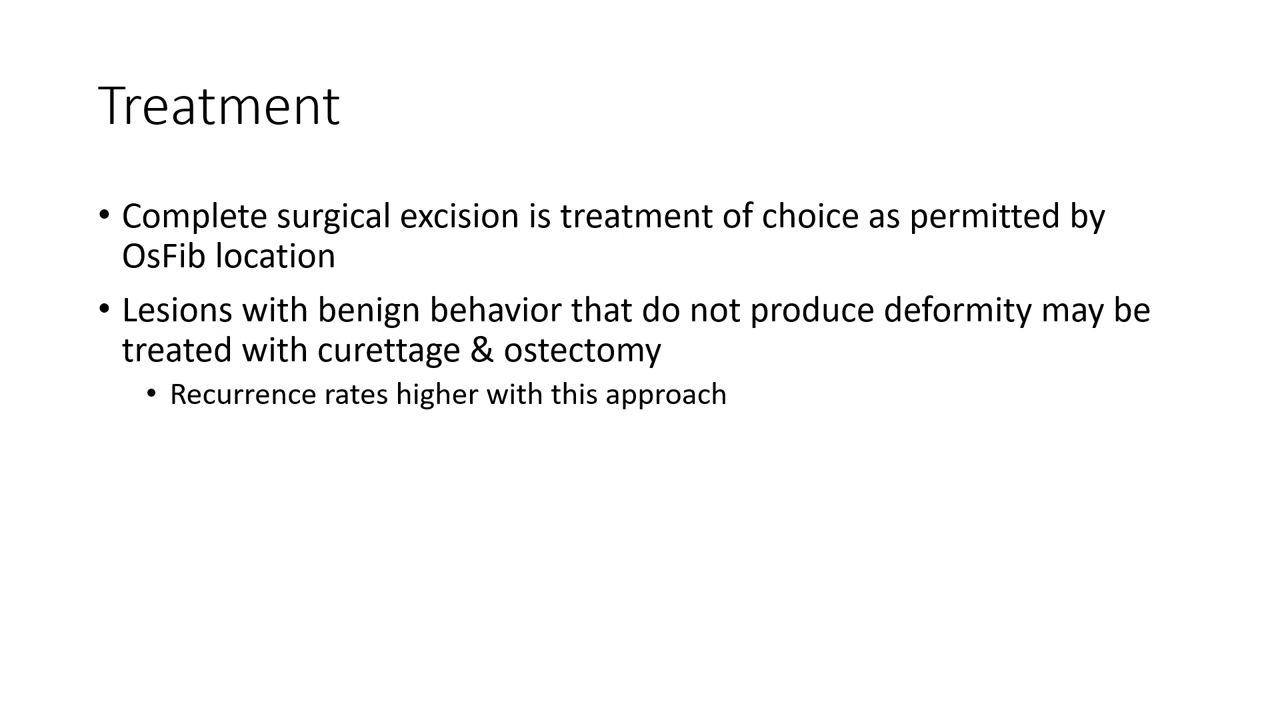 Treatment
• Complete surgical excision is treatment of choice as permitted by
OsFib location
• Lesions with benign behavior that do not produce deformity may be
treated with curettage & ostectomy
• Recurrence rates higher with this approach